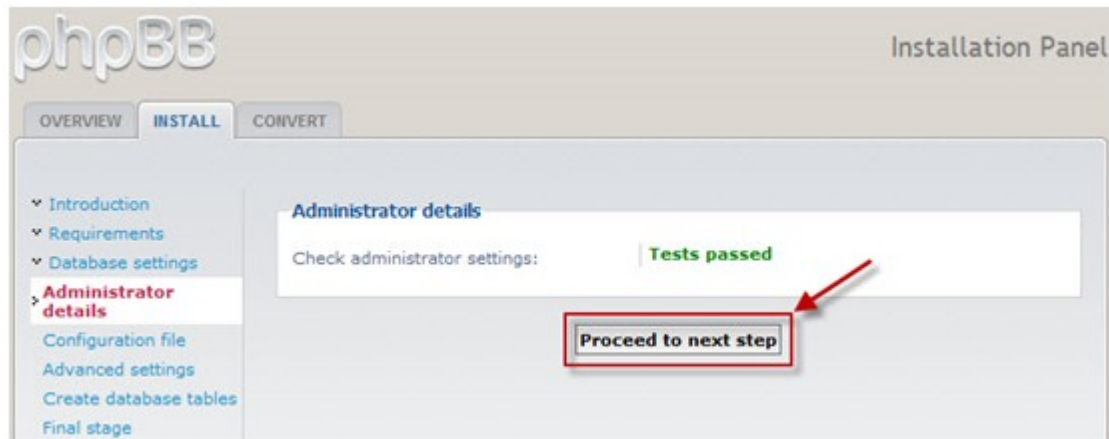 phpBB
Installation Panel
OVERVIEW INSTALL CONVERT
Introduction
Requirements
Database settings
Administrator
details
Configuration file
Advanced settings
Create database tables
Final stage
Administrator details
Check administrator settings: Tests passed
Proceed to next step